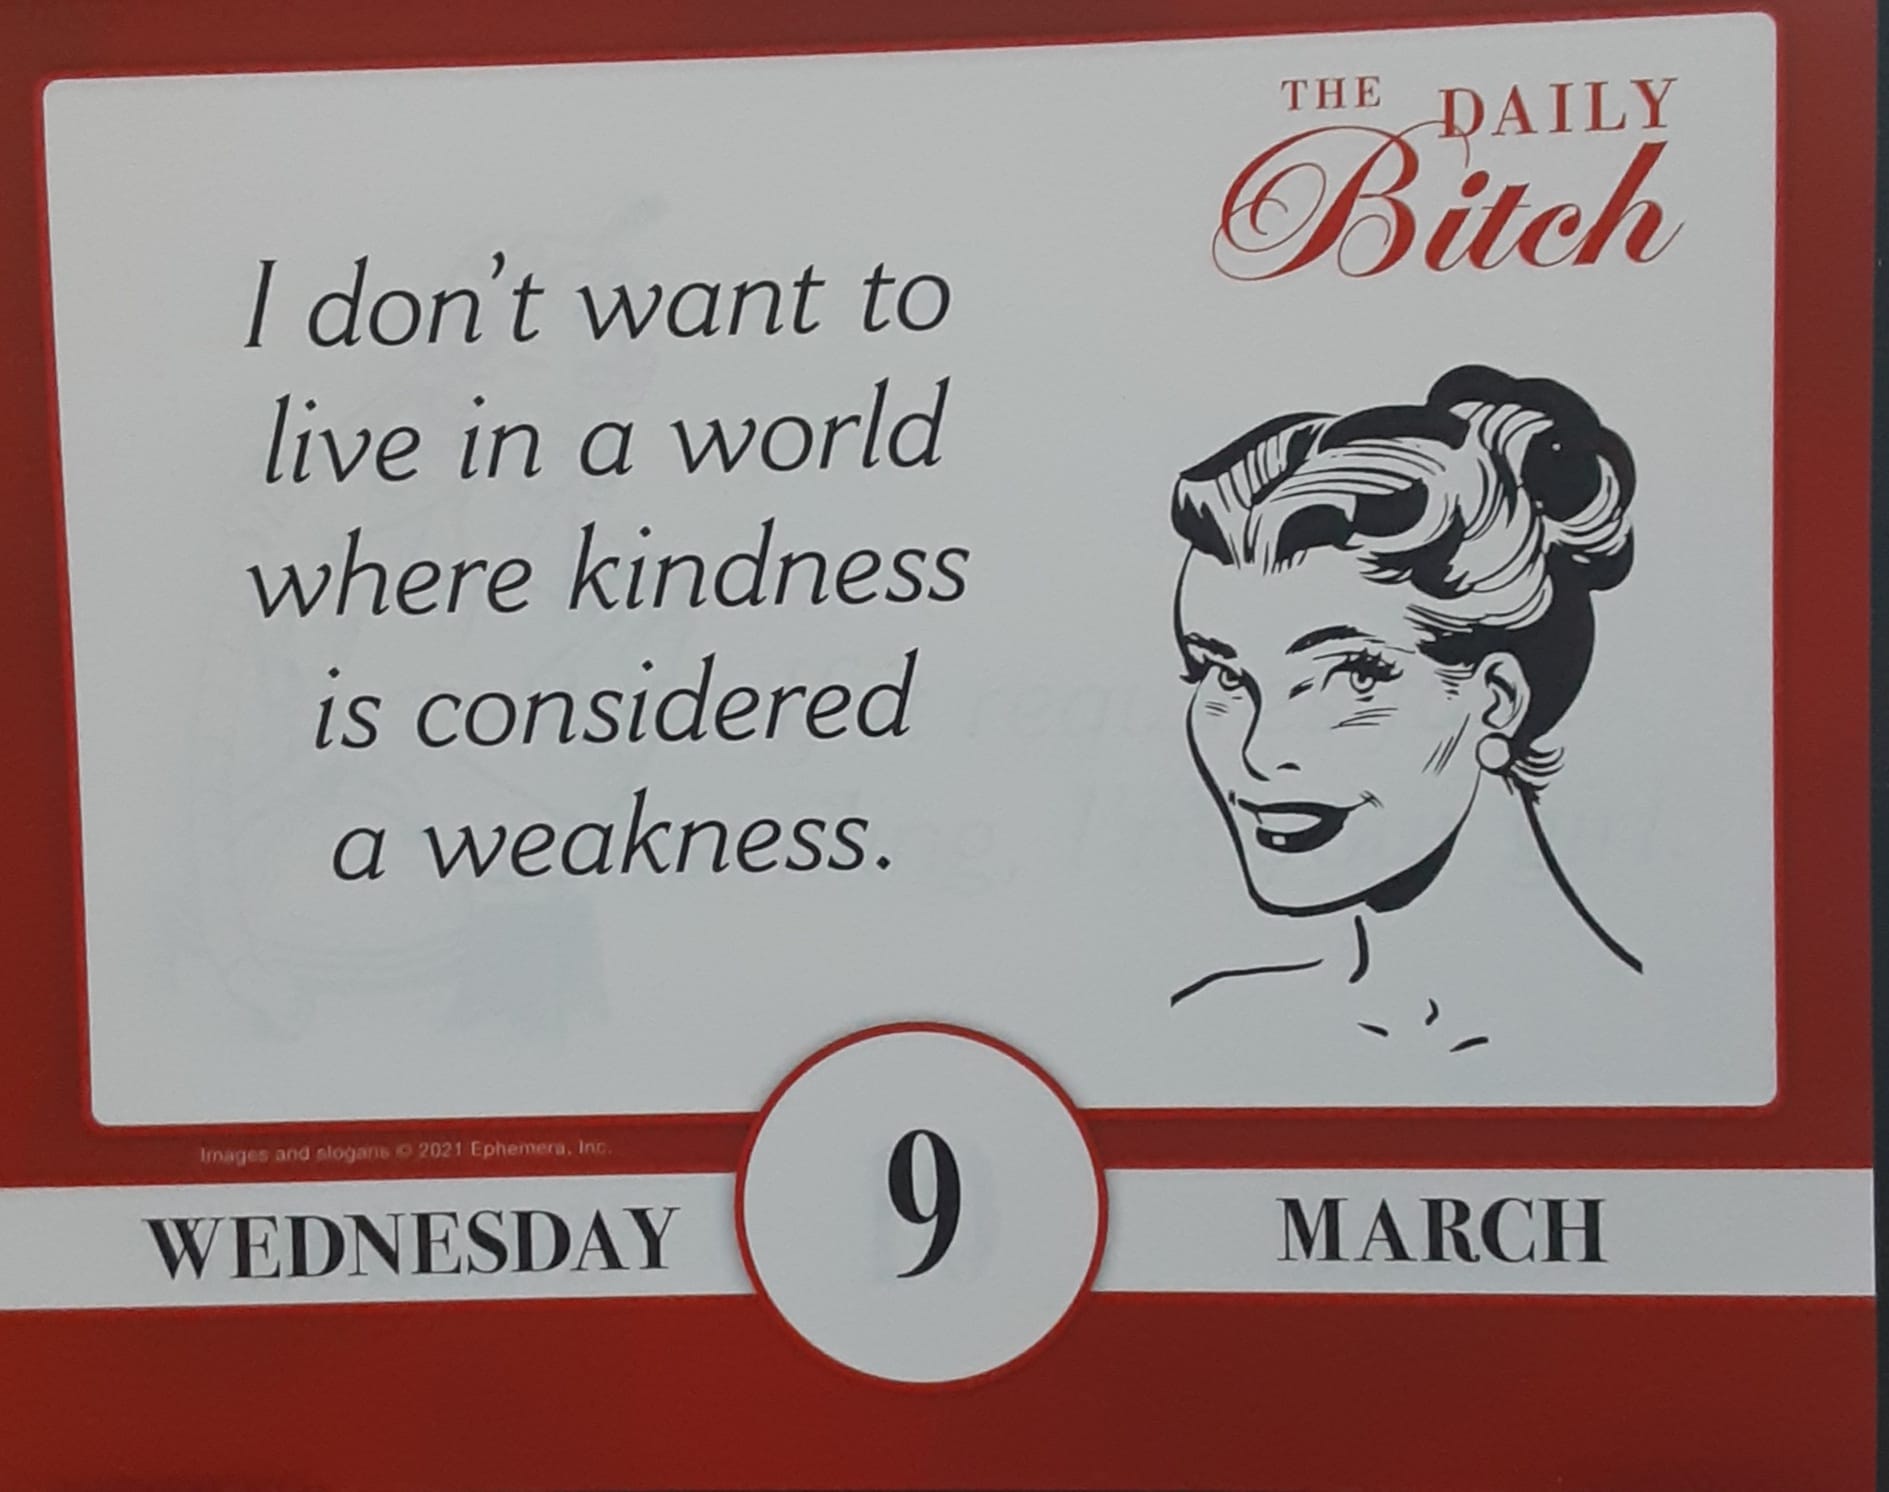 THE DAILY
Bitch
I don't want to
live in a world
where kindness
is considered
a weakness.
Images and slogans © 2021 Ephemera, Inc.
WEDNESDAY 9 MARCH